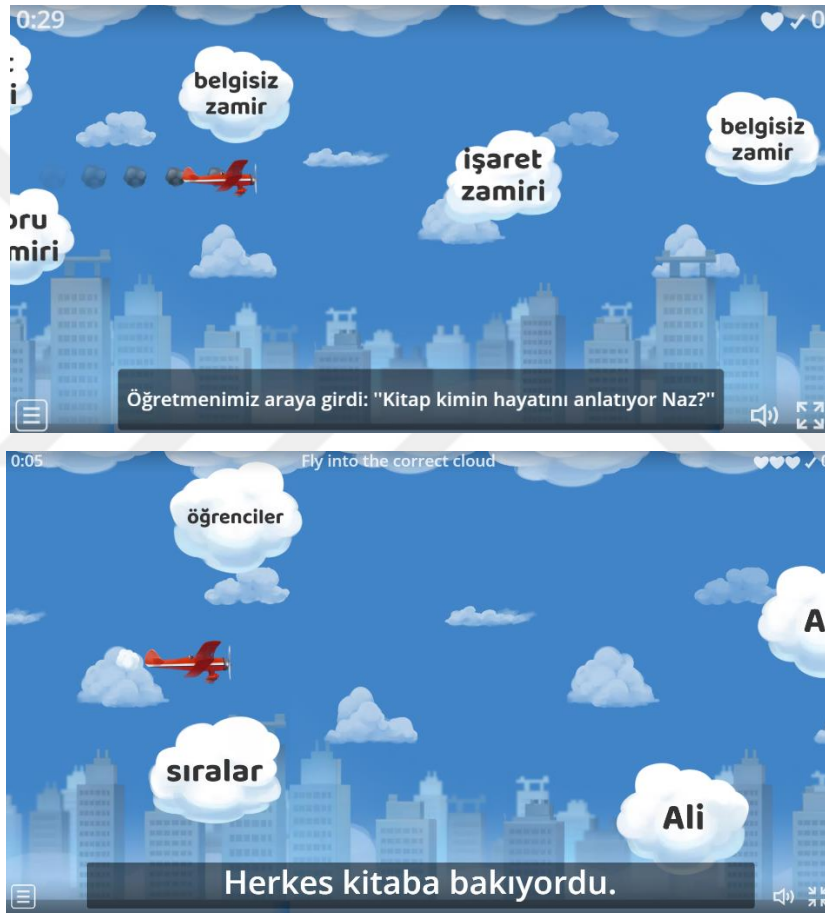 0:29
0
belgisiz
zamir
belgisiz
zamir
işaret
zamiri
Öğretmenimiz araya girdi: ''Kitap kimin hayatını anlatıyor Naz?''
0:05
Fly into the correct cloud
öğrenciler
sıralar
Ali
Herkes kitaba bakıyordu.